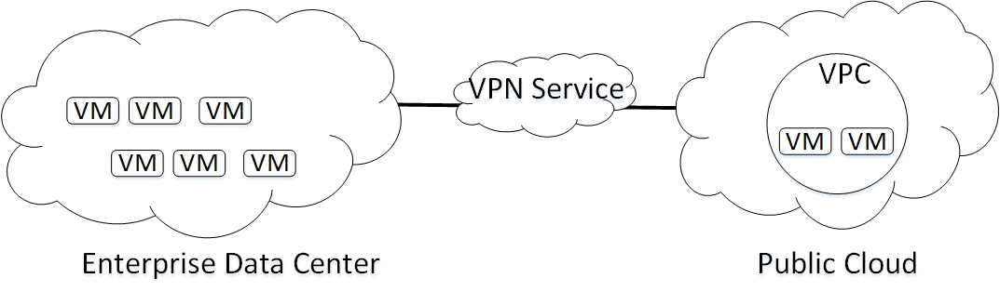 VPN Service
VPC
VM VM VM
VM VM
VM VM VM
Enterprise Data Center
Public Cloud